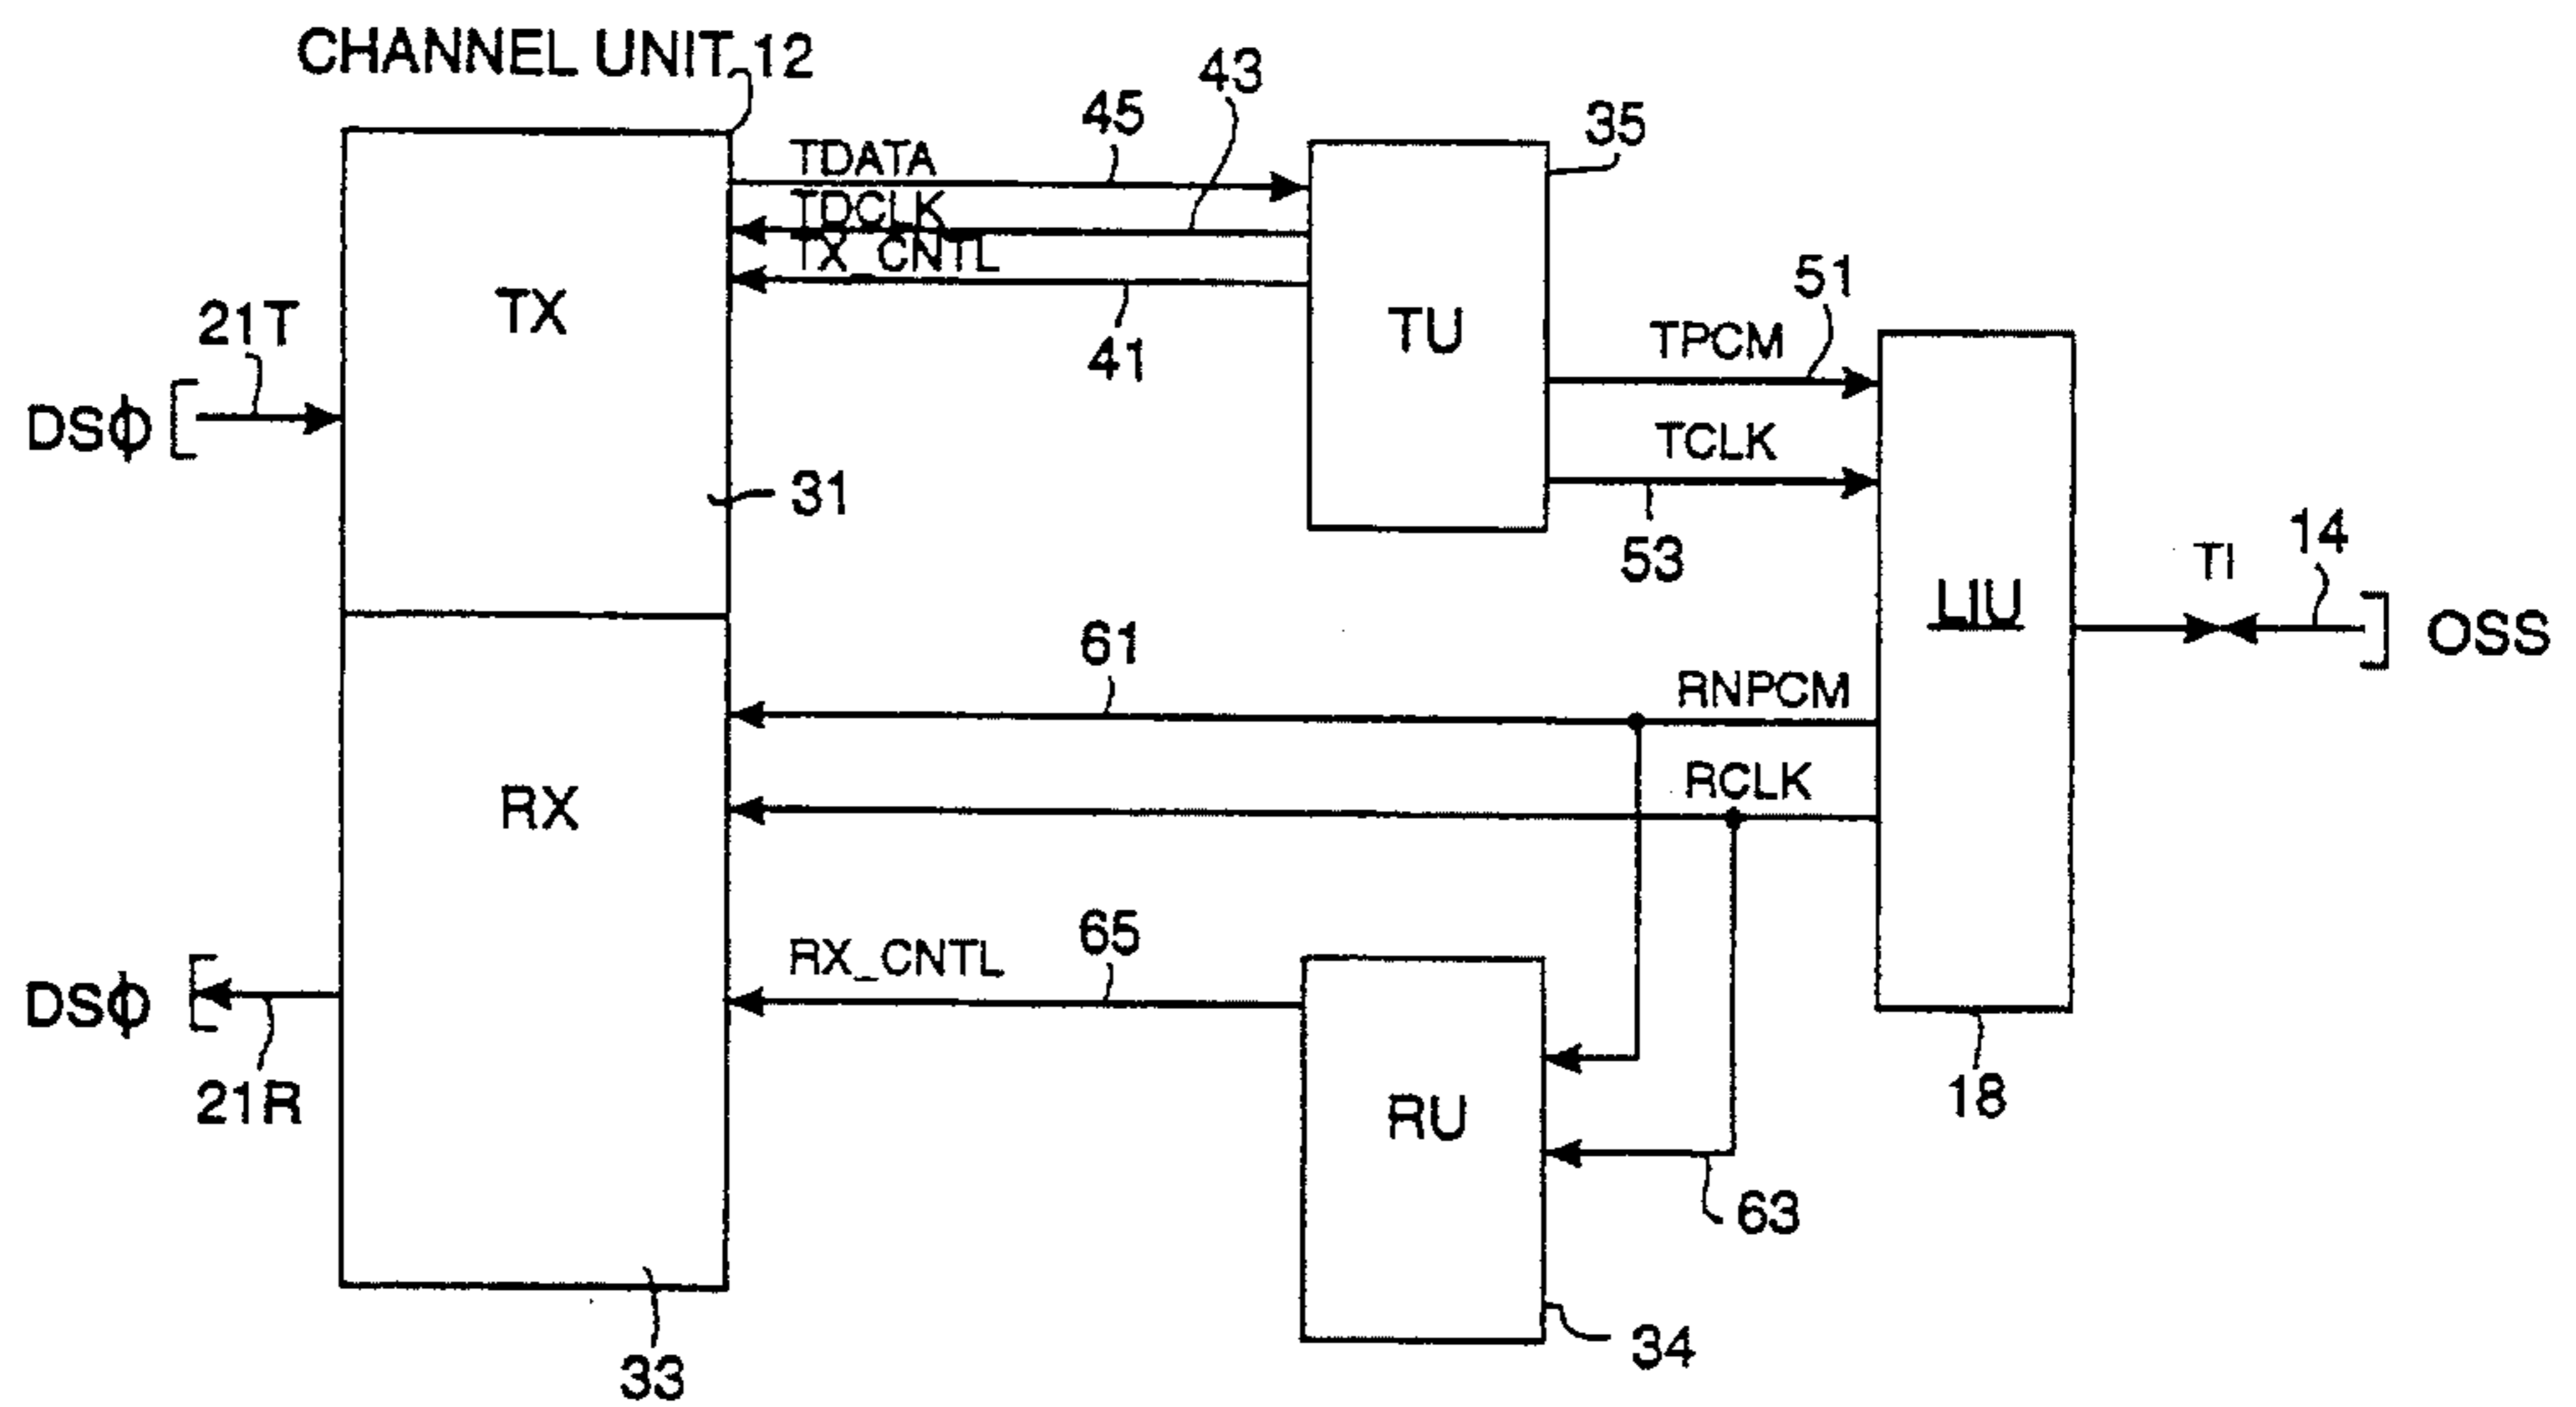 CHANNEL UNIT 12
43
45
35
TDATA
TDCLK
TX_CNTL
TX
TU
21T
41
51
TPCM
DSϕ
TCLK
31
53
14
T1
LIU
OSS
61
RNPCM
RCLK
RX
65
RX_CNTL
DSϕ
21R
RU
18
63
34
33